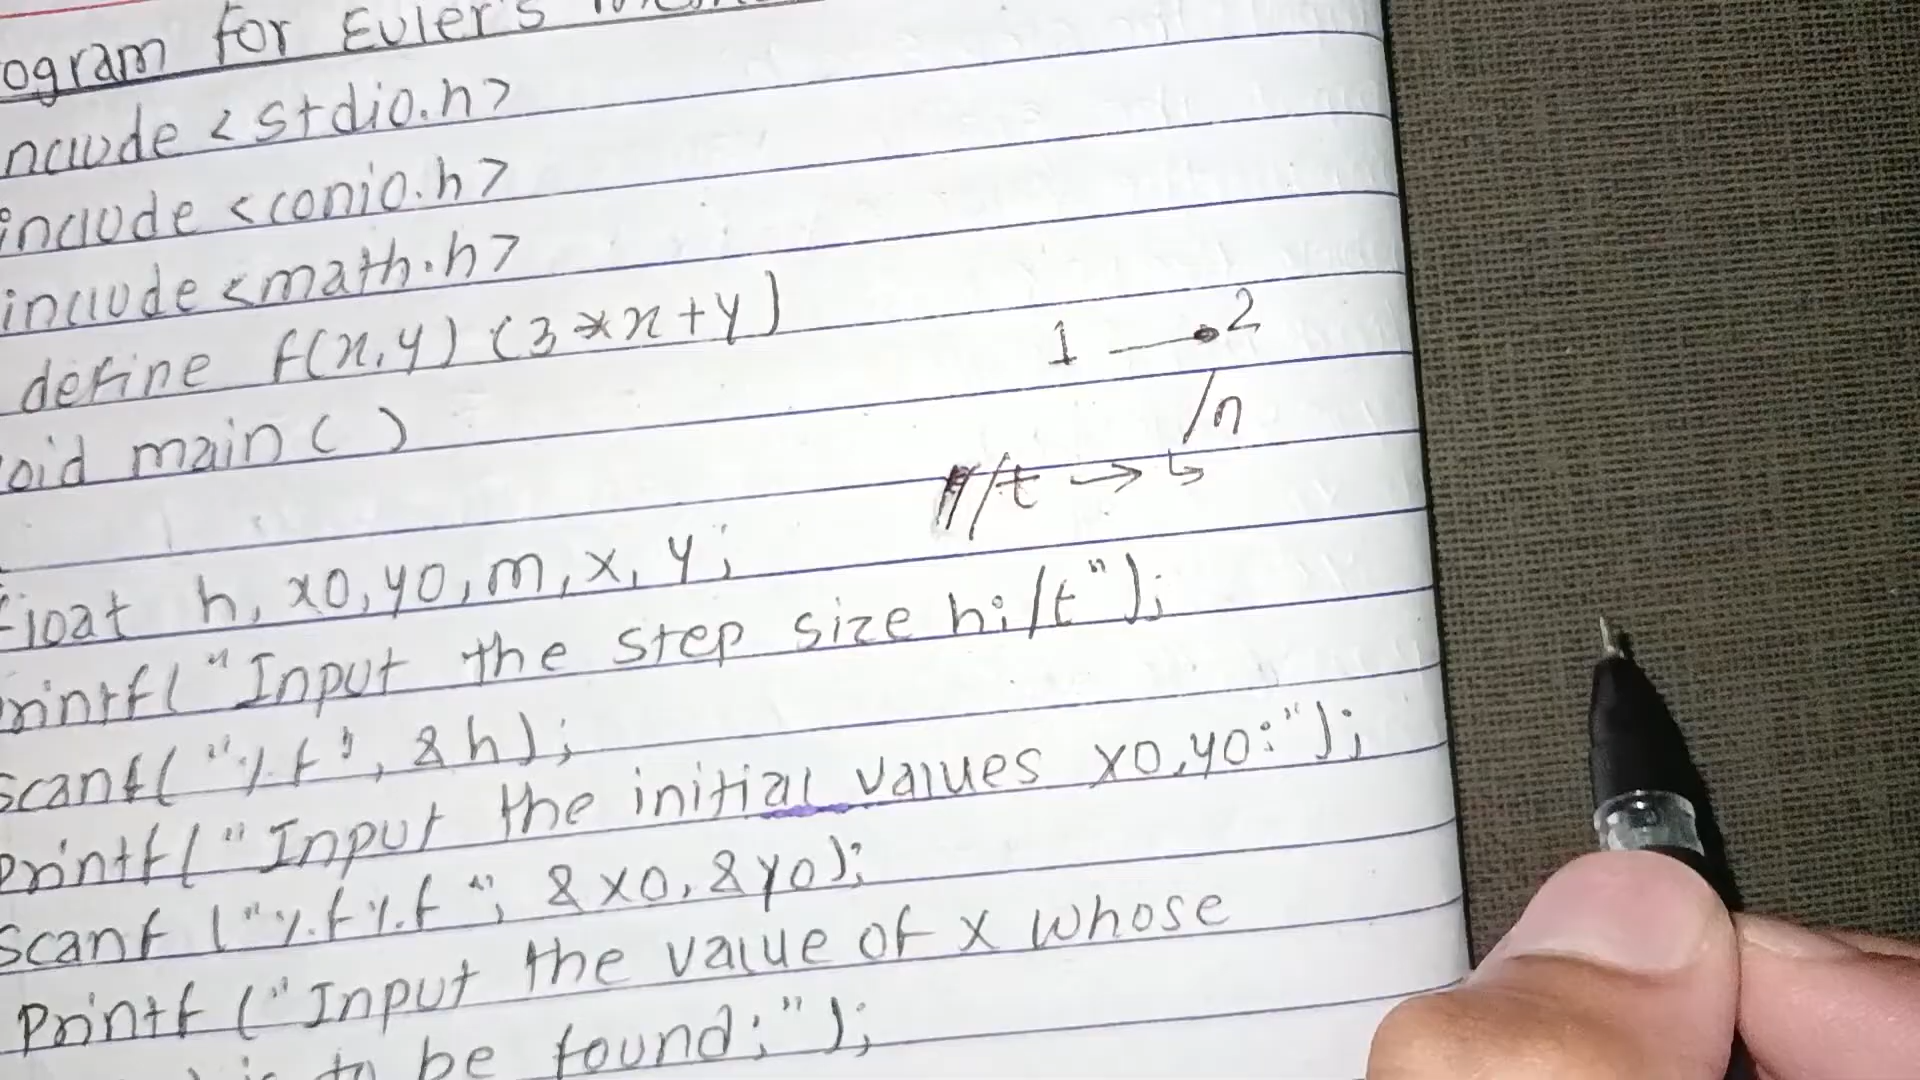 ogram for Euler's
nclude <stdio.h>
include <conio.h>
include <math.h>
define f(x,y) (3*x+y)
1 → 2
oid main()
/n
/t →
float h, x0, y0, m, x, y;
printf("Input the step size h:/t");
scanf("%f", &h);
printf("Input the initial values x0,y0:");
scanf("%f%f", &x0,&y0);
Printf("Input the value of x whose
is to be found:");